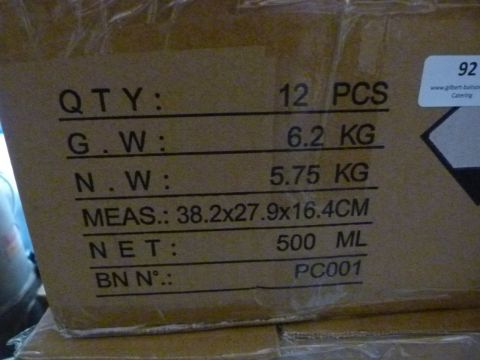 QTY: 12 PCS
G.W: 6.2 KG
N.W: 5.75 KG
MEAS.: 38.2x27.9x16.4CM
NET: 500 ML
BN N°.: PC001
92
Catering